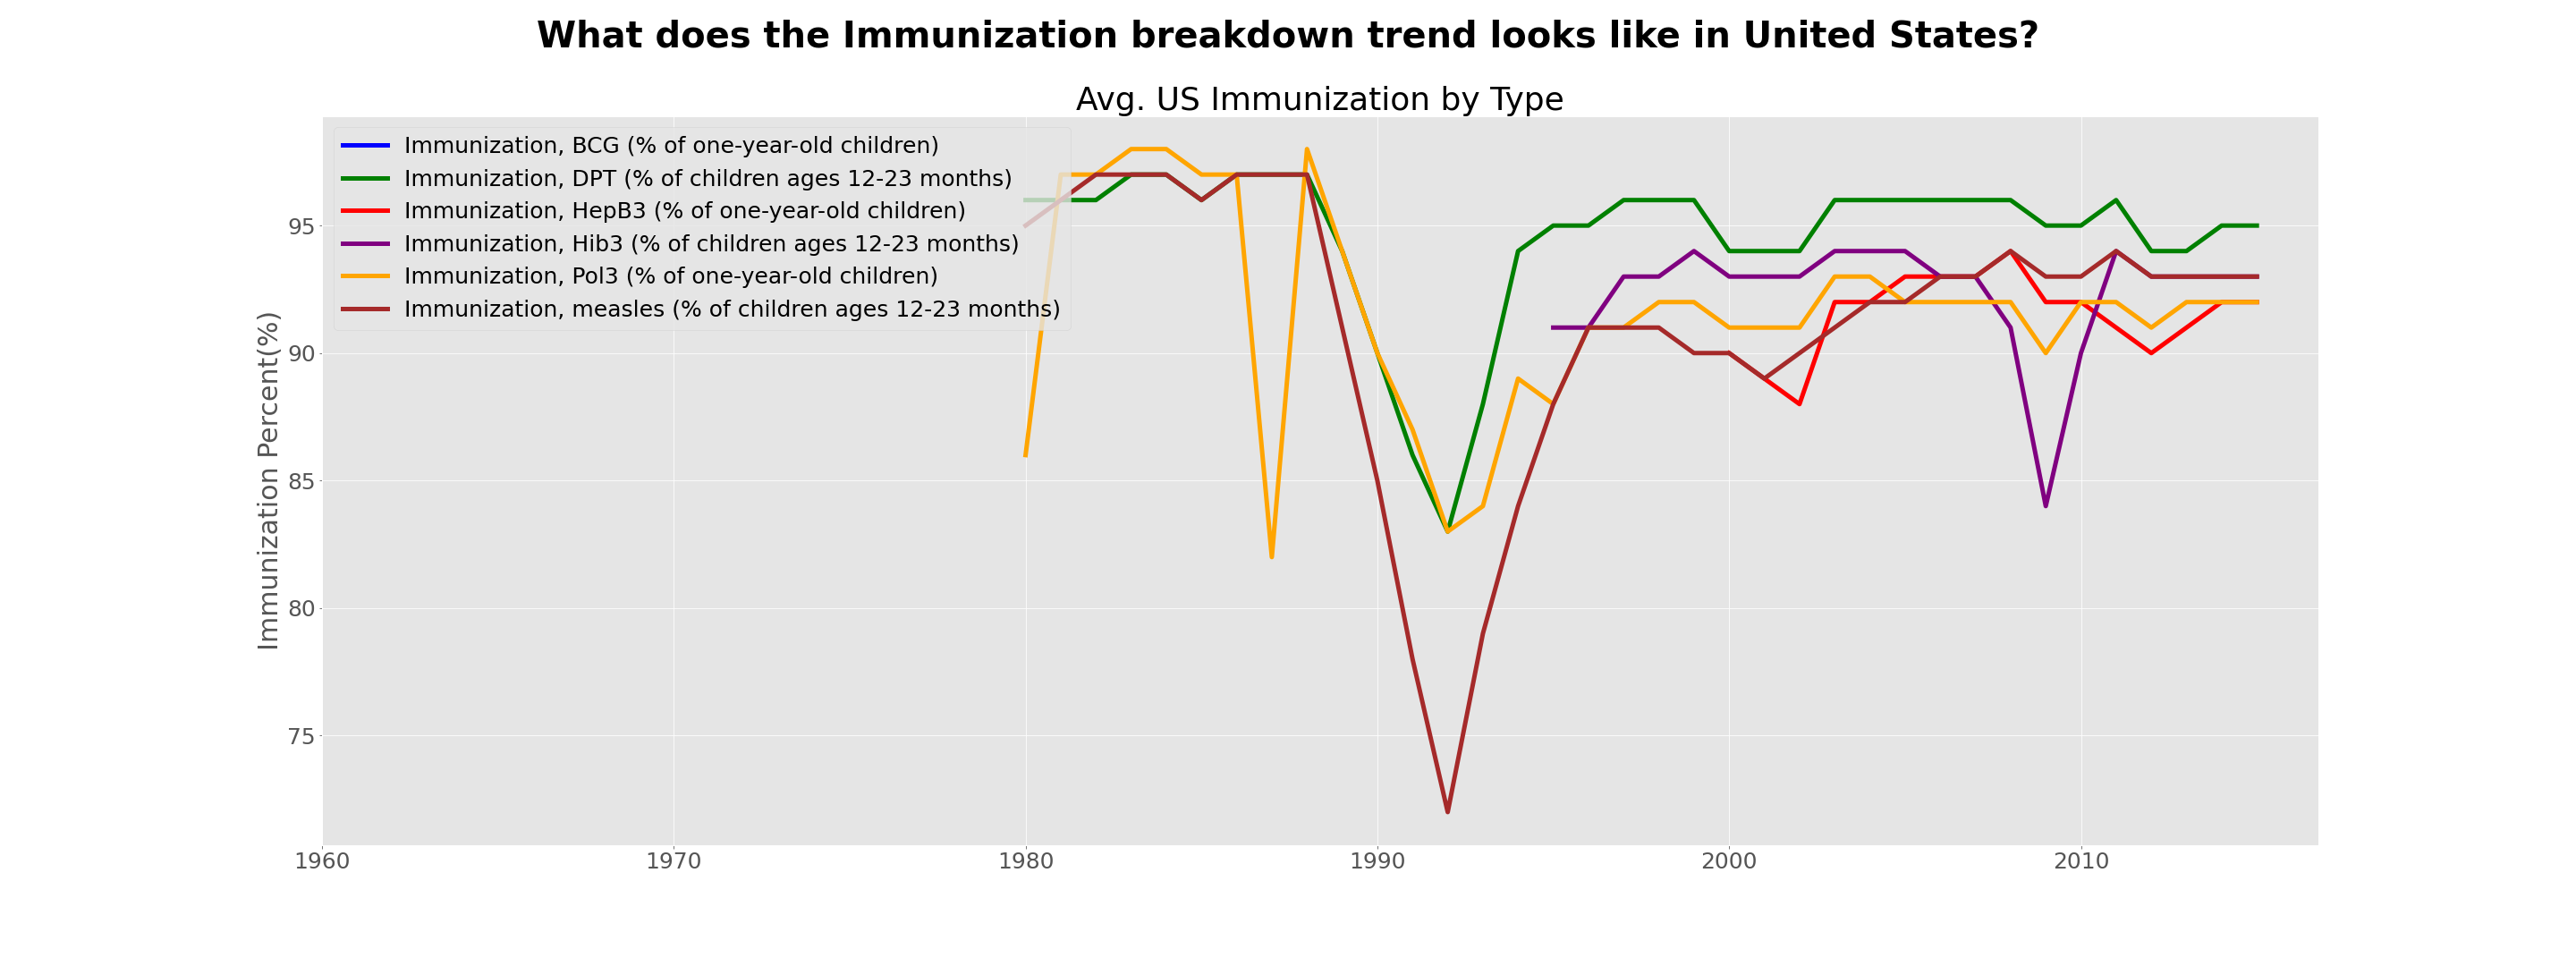 What does the Immunization breakdown trend looks like in United States?
Avg. US Immunization by Type
Immunization, BCG (% of one-year-old children)
Immunization, DPT (% of children ages 12-23 months)
Immunization, HepB3 (% of one-year-old children)
Immunization, Hib3 (% of children ages 12-23 months)
Immunization, Pol3 (% of one-year-old children)
Immunization, measles (% of children ages 12-23 months)
Immunization Percent(%)
95
90
85
80
75
1960 1970 1980 1990 2000 2010